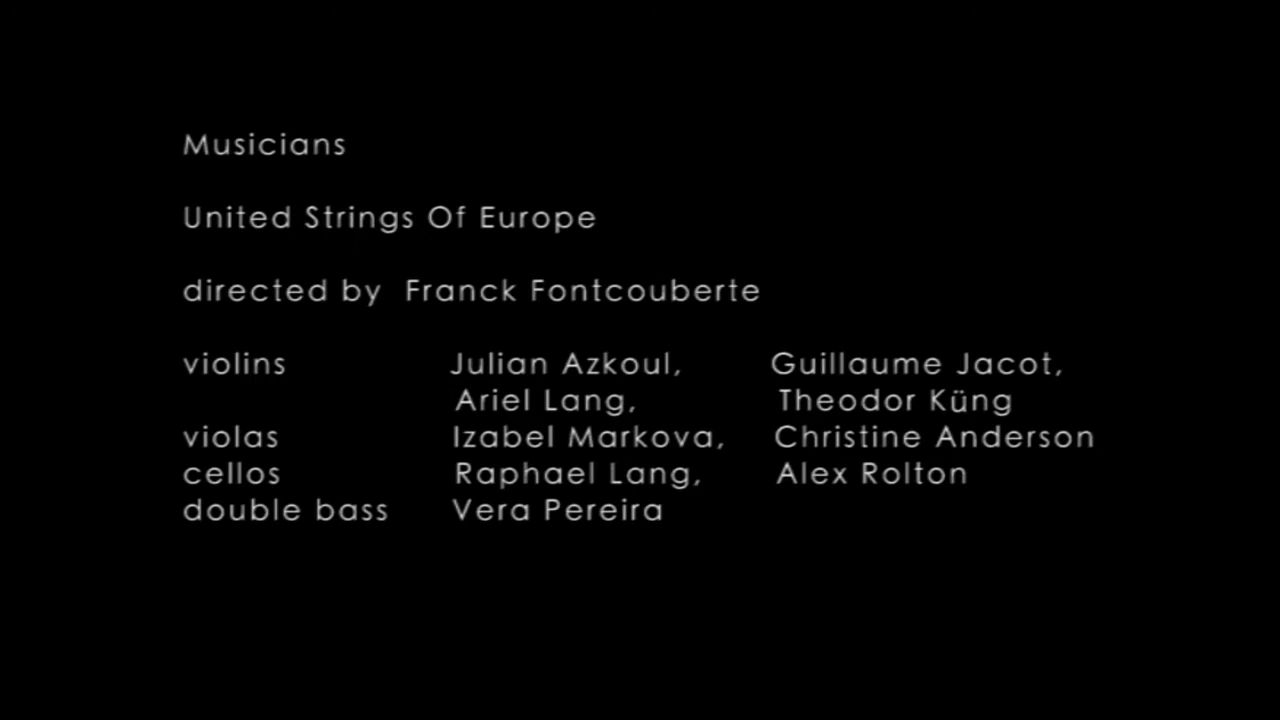 Musicians
United Strings Of Europe
directed by Franck Fontcouberte
violins Julian Azkoul, Guillaume Jacot,
Ariel Lang, Theodor Küng
violas Izabel Markova, Christine Anderson
cellos Raphael Lang, Alex Rolton
double bass Vera Pereira